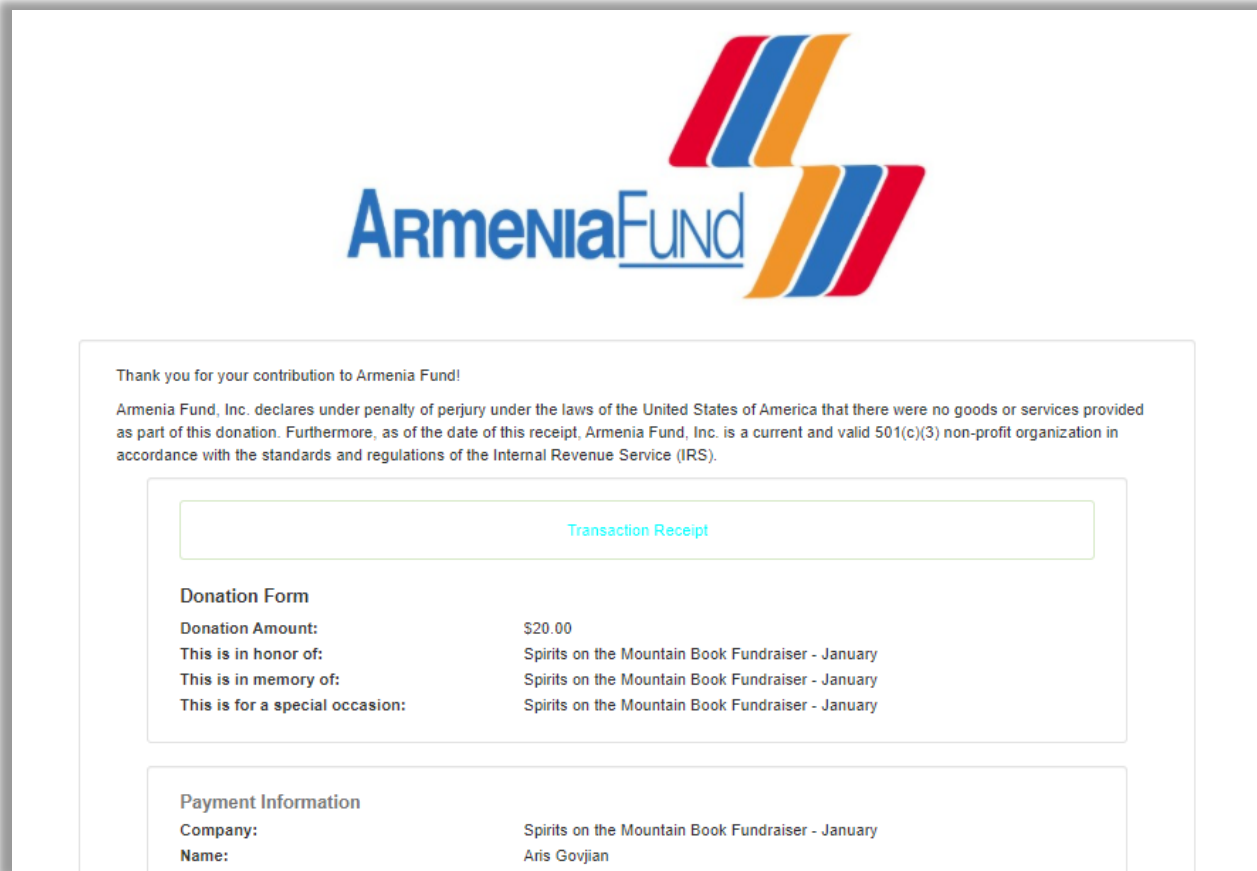 ArmeniaFund
Thank you for your contribution to Armenia Fund!
Armenia Fund, Inc. declares under penalty of perjury under the laws of the United States of America that there were no goods or services provided
as part of this donation. Furthermore, as of the date of this receipt, Armenia Fund, Inc. is a current and valid 501(c)(3) non-profit organization in
accordance with the standards and regulations of the Internal Revenue Service (IRS).
Transaction Receipt
Donation Form
Donation Amount: $20.00
This is in honor of: Spirits on the Mountain Book Fundraiser - January
This is in memory of: Spirits on the Mountain Book Fundraiser - January
This is for a special occasion: Spirits on the Mountain Book Fundraiser - January
Payment Information
Company: Spirits on the Mountain Book Fundraiser - January
Name: Aris Govjian